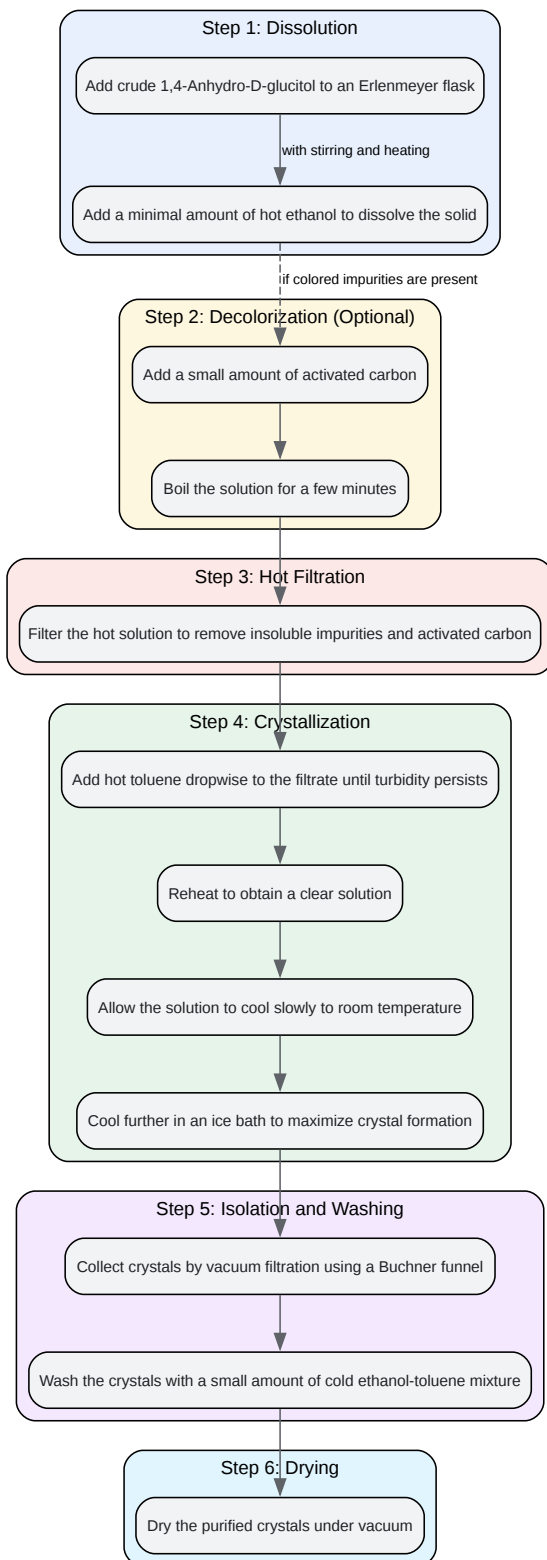 Step 1: Dissolution
Add crude 1,4-Anhydro-D-glucitol to an Erlenmeyer flask
with stirring and heating
Add a minimal amount of hot ethanol to dissolve the solid
if colored impurities are present
Step 2: Decolorization (Optional)
Add a small amount of activated carbon
Boil the solution for a few minutes
Step 3: Hot Filtration
Filter the hot solution to remove insoluble impurities and activated carbon
Step 4: Crystallization
Add hot toluene dropwise to the filtrate until turbidity persists
Reheat to obtain a clear solution
Allow the solution to cool slowly to room temperature
Cool further in an ice bath to maximize crystal formation
Step 5: Isolation and Washing
Collect crystals by vacuum filtration using a Buchner funnel
Wash the crystals with a small amount of cold ethanol-toluene mixture
Step 6: Drying
Dry the purified crystals under vacuum